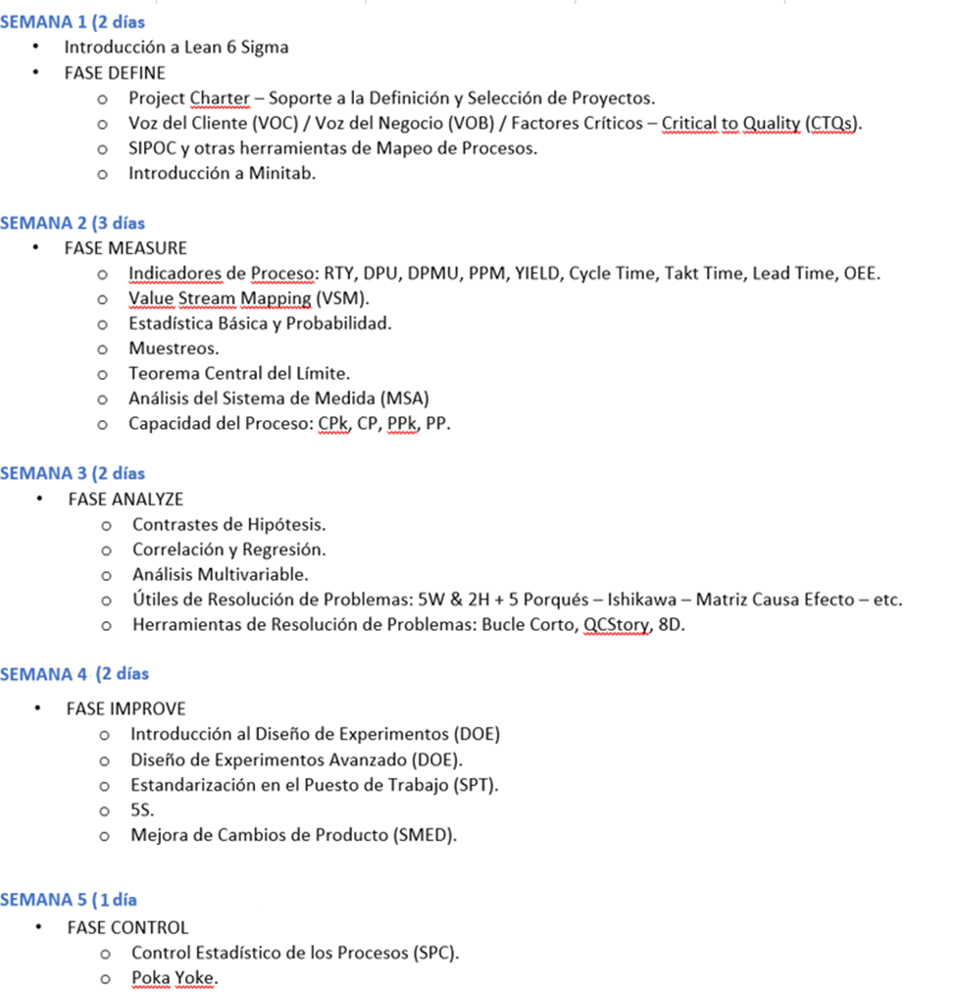 SEMANA 1 (2 días
• Introducción a Lean 6 Sigma
• FASE DEFINE
o Project Charter – Soporte a la Definición y Selección de Proyectos.
o Voz del Cliente (VOC) / Voz del Negocio (VOB) / Factores Críticos – Critical to Quality (CTQs).
o SIPOC y otras herramientas de Mapeo de Procesos.
o Introducción a Minitab.
SEMANA 2 (3 días
• FASE MEASURE
o Indicadores de Proceso: RTY, DPU, DPMU, PPM, YIELD, Cycle Time, Takt Time, Lead Time, OEE.
o Value Stream Mapping (VSM).
o Estadística Básica y Probabilidad.
o Muestreos.
o Teorema Central del Límite.
o Análisis del Sistema de Medida (MSA)
o Capacidad del Proceso: CPk, CP, PPk, PP.
SEMANA 3 (2 días
• FASE ANALYZE
o Contrastes de Hipótesis.
o Correlación y Regresión.
o Análisis Multivariable.
o Útiles de Resolución de Problemas: 5W & 2H + 5 Porqués – Ishikawa – Matriz Causa Efecto – etc.
o Herramientas de Resolución de Problemas: Bucle Corto, QCStory, 8D.
SEMANA 4 (2 días
• FASE IMPROVE
o Introducción al Diseño de Experimentos (DOE)
o Diseño de Experimentos Avanzado (DOE).
o Estandarización en el Puesto de Trabajo (SPT).
o 5S.
o Mejora de Cambios de Producto (SMED).
SEMANA 5 (1 día
• FASE CONTROL
o Control Estadístico de los Procesos (SPC).
o Poka Yoke.